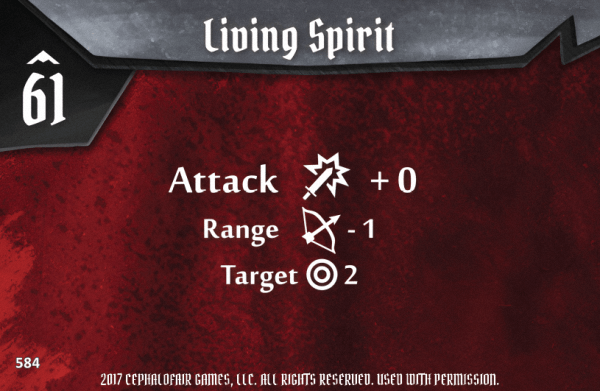 Living Spirit
61
Attack + 0
Range - 1
Target 2
584
2017 CEPHALOFAIR GAMES, LLC. ALL RIGHTS RESERVED. USED WITH PERMISSION.